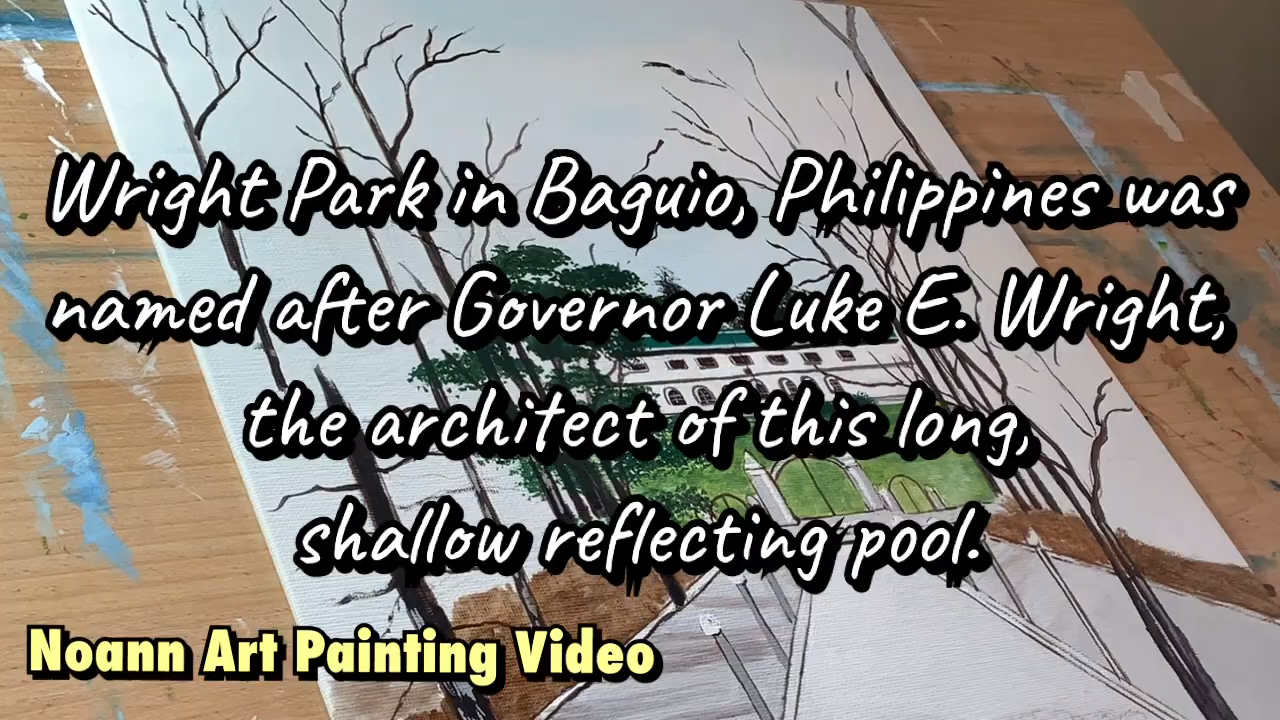 Wright Park in Baguio, Philippines was
named after Governor Luke E. Wright,
the architect of this long,
shallow reflecting pool.
Noann Art Painting Video